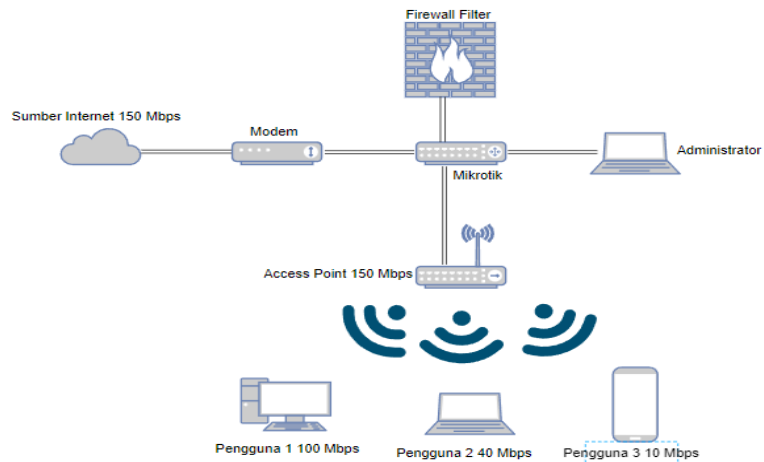 Firewall Filter
Sumber Internet 150 Mbps
Modem
Mikrotik
Administrator
Access Point 150 Mbps
Pengguna 1 100 Mbps
Pengguna 2 40 Mbps
Pengguna 3 10 Mbps